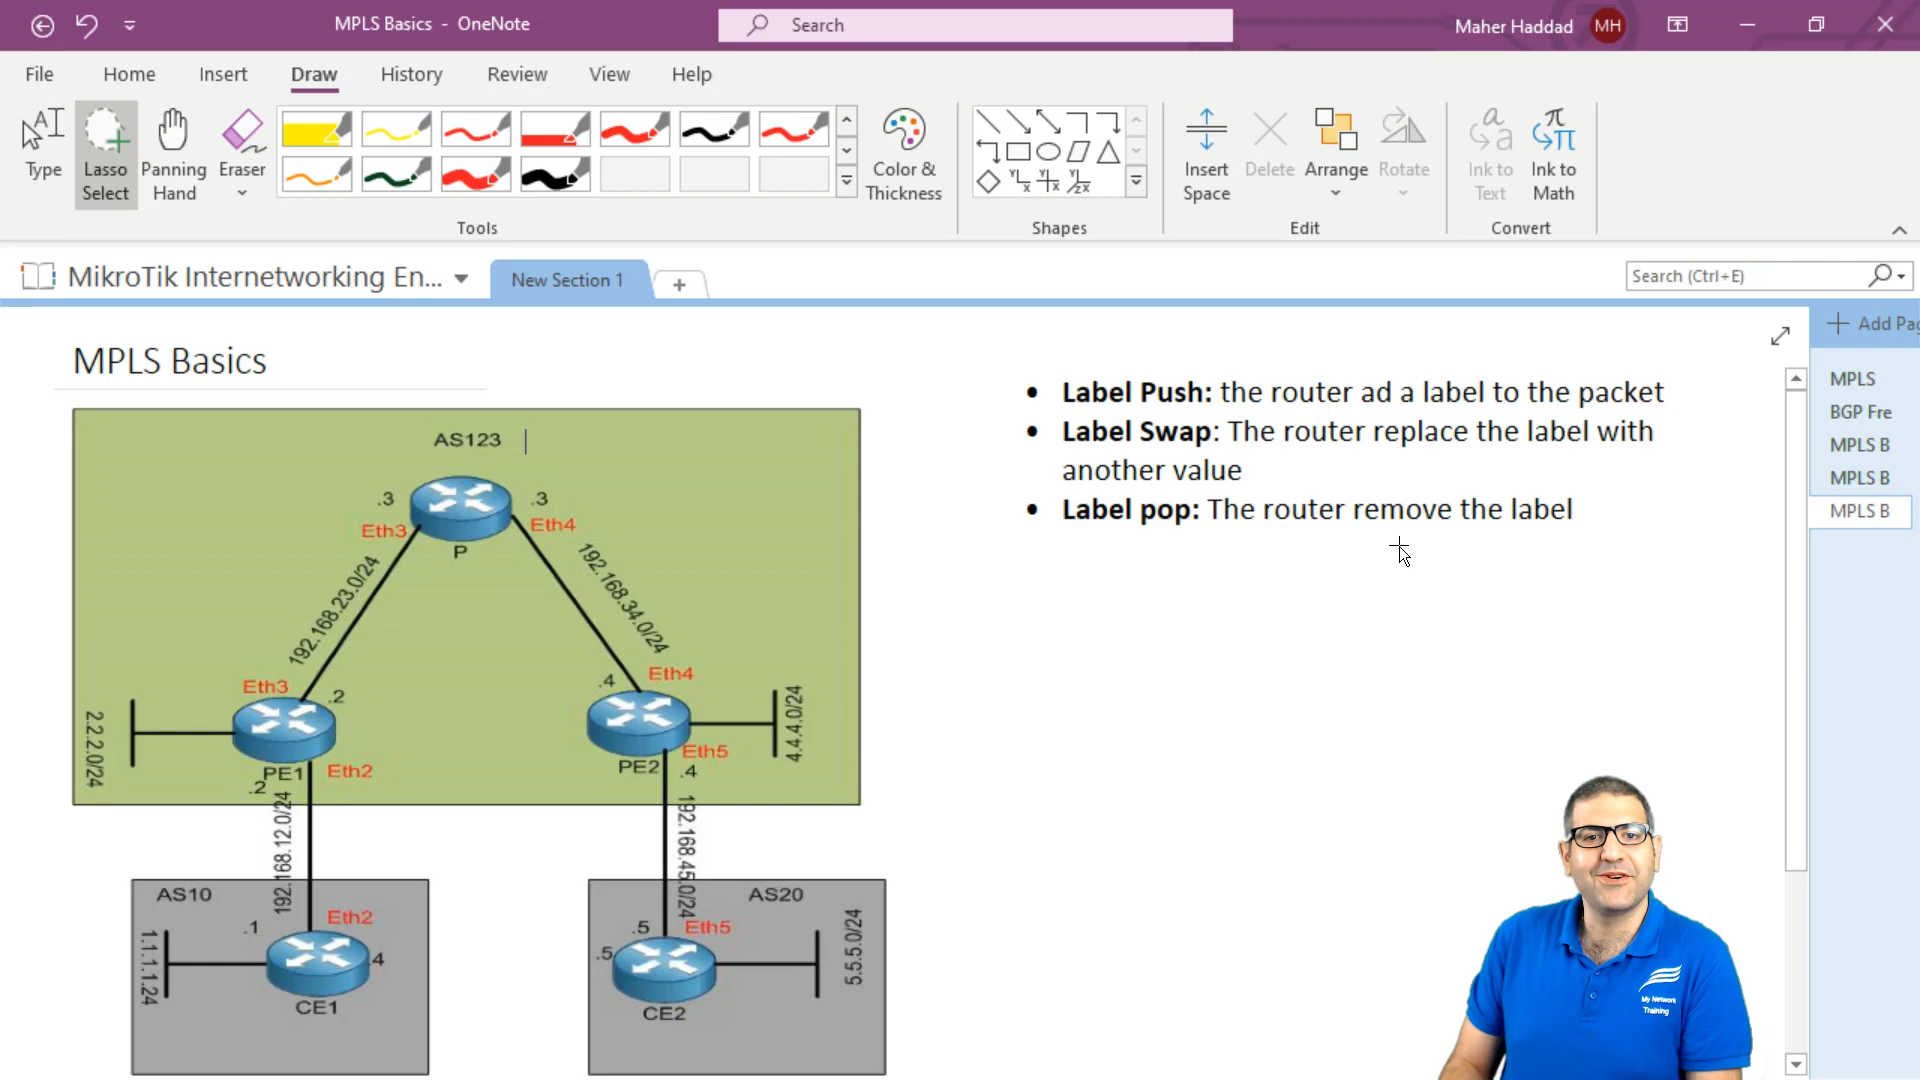 MPLS Basics - OneNote
Search
Maher Haddad
MH
File Home Insert Draw History Review View Help
Type
Lasso Select
Panning Hand
Eraser
Color & Thickness
Insert Space
Delete
Arrange
Rotate
Ink to Text
Ink to Math
Tools
Shapes
Edit
Convert
MikroTik Internetworking En...
New Section 1
Search (Ctrl+E)
Add Pag
MPLS
BGP Fre
MPLS B
MPLS B
MPLS B
MPLS Basics
• Label Push: the router ad a label to the packet
• Label Swap: The router replace the label with
another value
• Label pop: The router remove the label
AS123
.3
.3
Eth3
Eth4
P
192.168.23.0/24
192.168.34.0/24
Eth3
.2
.4
Eth4
2.2.2.0/24
4.4.4.0/24
PE1
Eth2
.2
PE2
Eth5
.4
192.168.12.0/24
192.168.45.0/24
AS10
AS20
Eth2
.1
.5
Eth5
1.1.1.1.24
4
.5
5.5.5.0/24
CE1
CE2
My Network
Training